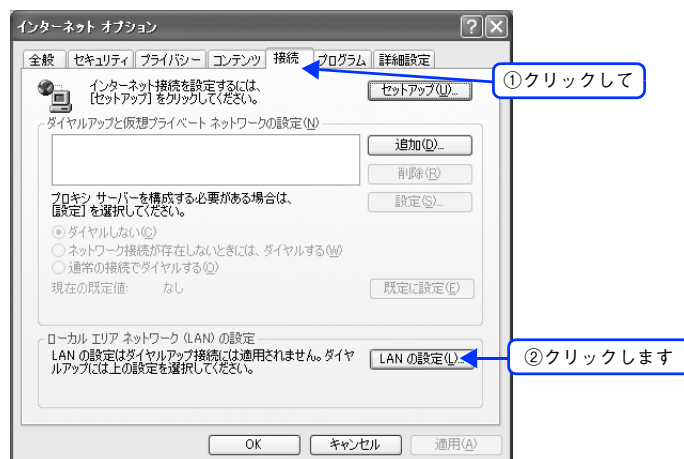 インターネット オプション
全般 セキュリティ プライバシー コンテンツ 接続 プログラム 詳細設定
①クリックして
インターネット接続を設定するには、
[セットアップ] をクリックしてください。
セットアップ(U)...
ダイヤルアップと仮想プライベート ネットワークの設定(N)
追加(D)...
削除(R)
プロキシ サーバーを構成する必要がある場合は、
[設定] を選択してください。
設定(S)...
ダイヤルしない(C)
ネットワーク接続が存在しないときには、ダイヤルする(W)
通常の接続でダイヤルする(O)
現在の既定値: なし
既定に設定(E)
ローカル エリア ネットワーク (LAN) の設定
LAN の設定はダイヤルアップ接続には適用されません。ダイヤ
ルアップには上の設定を選択してください。
LAN の設定(L)...
②クリックします
OK キャンセル 適用(A)